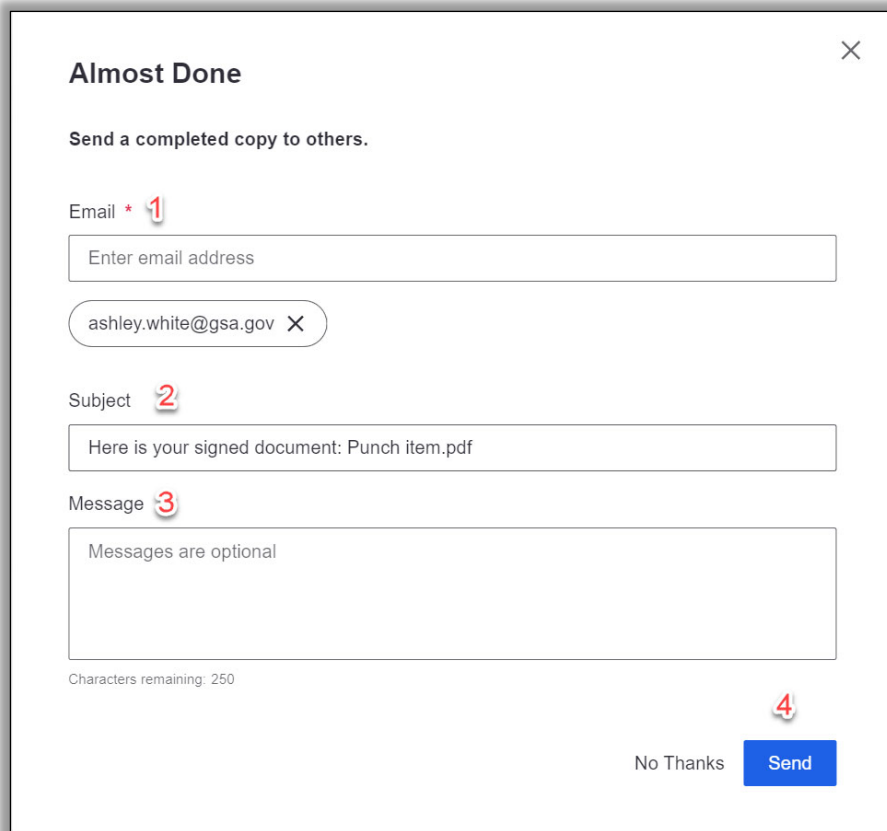 Almost Done
Send a completed copy to others.
Email * 1
Enter email address
ashley.white@gsa.gov
Subject 2
Here is your signed document: Punch item.pdf
Message 3
Messages are optional
Characters remaining: 250
4
No Thanks Send